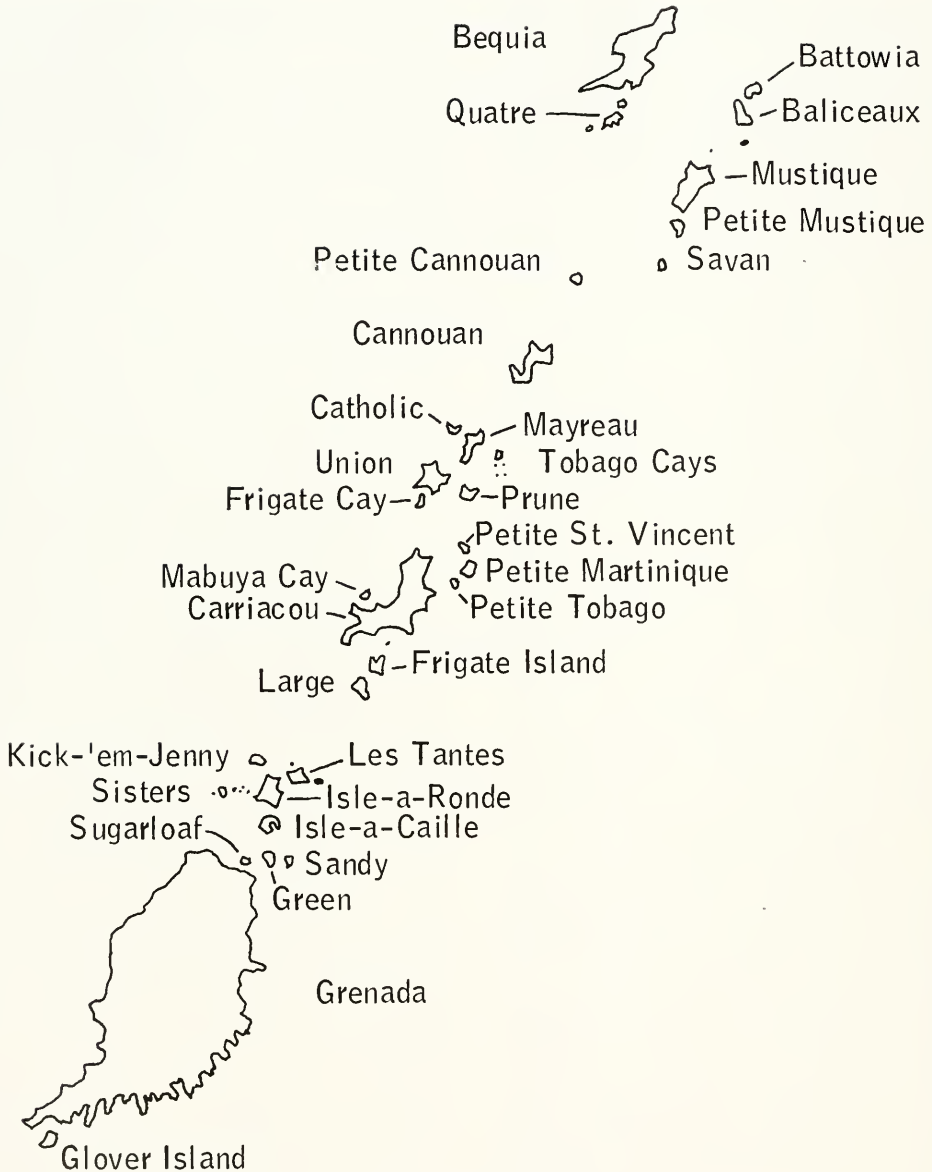 Bequia
Battowia
Quatre
Baliceaux
Mustique
Petite Mustique
Petite Cannouan
Savan
Cannouan
Catholic
Mayreau
Union
Tobago Cays
Frigate Cay
Prune
Petite St. Vincent
Mabuya Cay
Petite Martinique
Carriacou
Petite Tobago
Frigate Island
Large
Kick-'em-Jenny
Les Tantes
Sisters
Isle-a-Ronde
Sugarloaf
Isle-a-Caille
Sandy
Green
Grenada
Glover Island